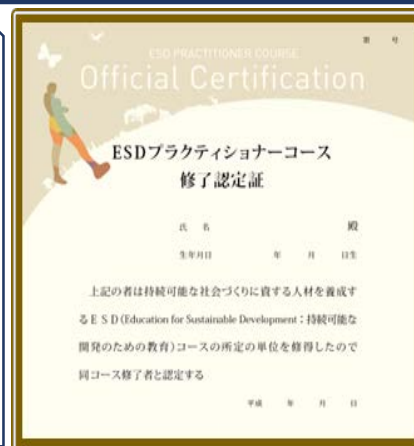 第 号
ESD PRACTITIONER COURSE
Official Certification
ESDプラクティショナーコース
修了認定証
氏 名 殿
生年月日 年 月 日生
上記の者は持続可能な社会づくりに資する人材を養成す
るＥＳＤ(Education for Sustainable Development：持続可能な
開発のための教育)コースの所定の単位を修得したので
同コース修了者と認定する
平成 年 月 日